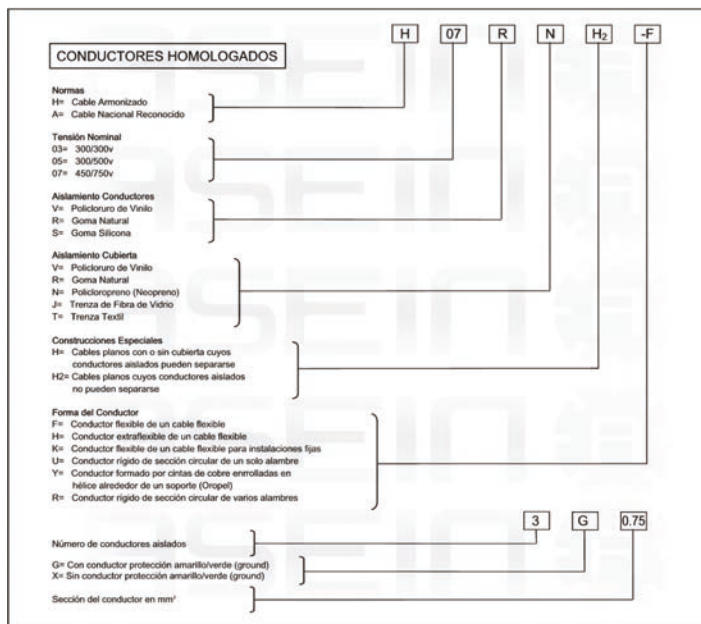 H 07 R N H₂ -F
CONDUCTORES HOMOLOGADOS
Normas
H= Cable Armonizado
A= Cable Nacional Reconocido
Tensión Nominal
03= 300/300v
05= 300/500v
07= 450/750v
Aislamiento Conductores
V= Policloruro de Vinilo
R= Goma Natural
S= Goma Silicona
Aislamiento Cubierta
V= Policloruro de Vinilo
R= Goma Natural
N= Policloropreno (Neopreno)
J= Trenza de Fibra de Vidrio
T= Trenza Textil
Construcciones Especiales
H= Cables planos con o sin cubierta cuyos
conductores aislados pueden separarse
H2= Cables planos cuyos conductores aislados
no pueden separarse
Forma del Conductor
F= Conductor flexible de un cable flexible
H= Conductor extraflexible de un cable flexible
K= Conductor flexible de un cable flexible para instalaciones fijas
U= Conductor rígido de sección circular de un solo alambre
Y= Conductor formado por cintas de cobre enrrolladas en
hélice alrededor de un soporte (Oropel)
R= Conductor rígido de sección circular de varios alambres
3 G 0.75
Número de conductores aislados
G= Con conductor protección amarillo/verde (ground)
X= Sin conductor protección amarillo/verde (ground)
Sección del conductor en mm²